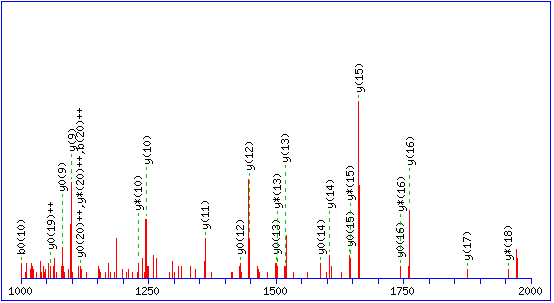 b0(10)
y0(19)++
y0(9)
y(9)
y0(20)++,y*(20)++,b(20)++
y*(10)
y(10)
y(11)
y0(12)
y(12)
y0(13)
y*(13)
y(13)
y0(14)
y(14)
y0(15)
y*(15)
y(15)
y0(16)
y*(16)
y(16)
y(17)
y*(18)
1000 1250 1500 1750 2000